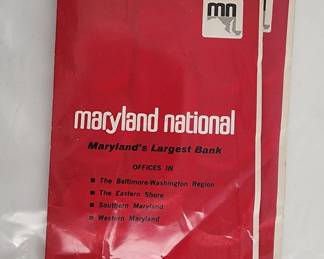 mn
maryland national
Maryland's Largest Bank
OFFICES IN
■ The Baltimore-Washington Region
■ The Eastern Shore
■ Southern Maryland
■ Western Maryland